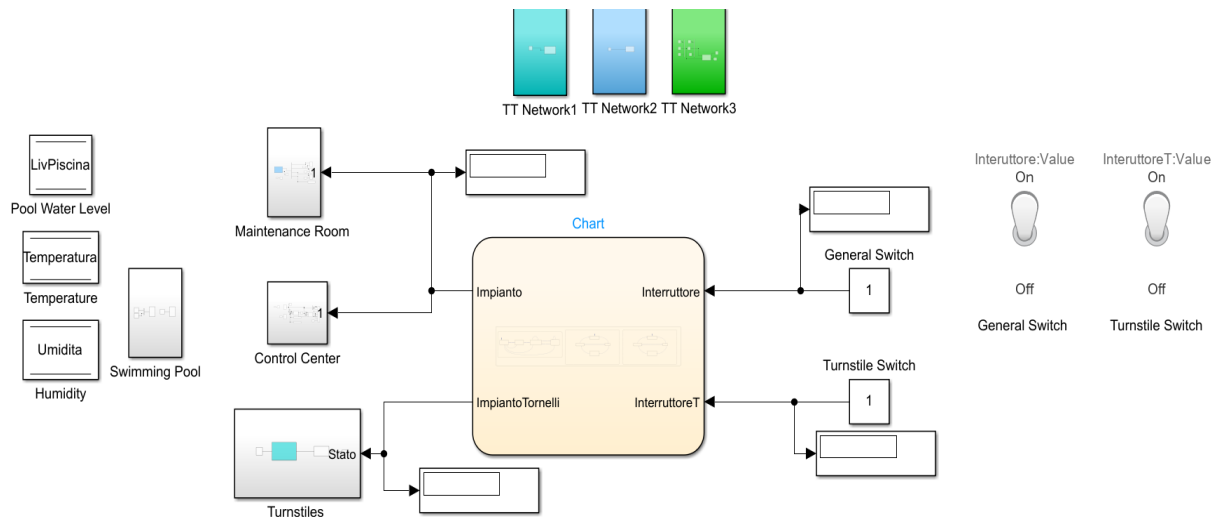 TT Network1 TT Network2 TT Network3
LivPiscina
Pool Water Level
Temperatura
Temperature
Umidita
Humidity
Swimming Pool
1
Maintenance Room
1
Control Center
Stato
Turnstiles
Chart
Impianto
Interruttore
ImpiantoTornelli
InterruttoreT
General Switch
1
Turnstile Switch
1
Interuttore:Value
On
Off
General Switch
InteruttoreT:Value
On
Off
Turnstile Switch